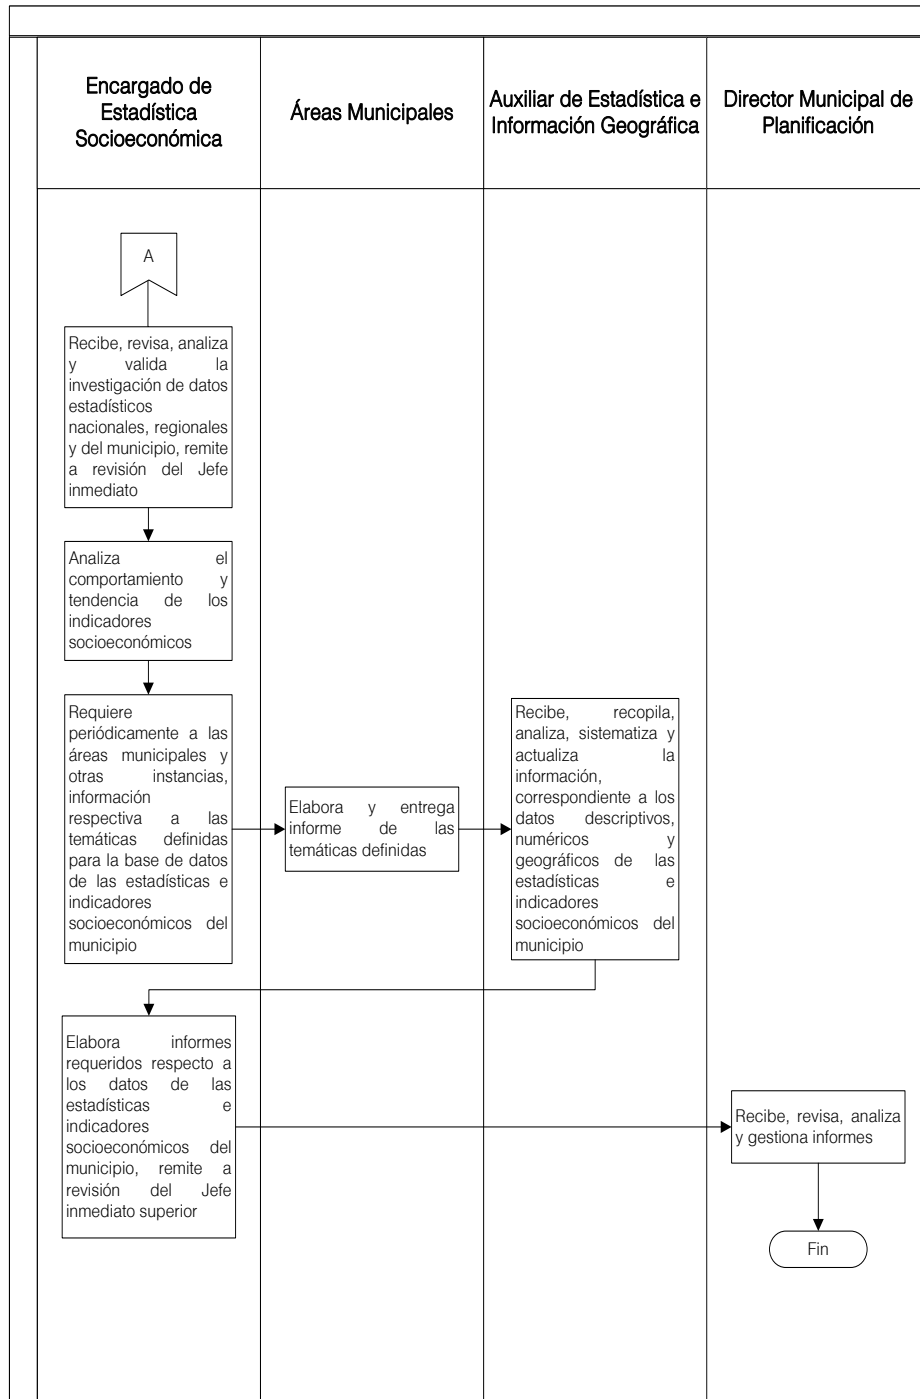 Encargado de
Estadística
Socioeconómica
Áreas Municipales
Auxiliar de Estadística e
Información Geográfica
Director Municipal de
Planificación
A
Recibe, revisa, analiza
y valida la
investigación de datos
estadísticos
nacionales, regionales
y del municipio, remite
a revisión del Jefe
inmediato
Analiza el
comportamiento y
tendencia de los
indicadores
socioeconómicos
Requiere
periódicamente a las
áreas municipales y
otras instancias,
información
respectiva a las
temáticas definidas
para la base de datos
de las estadísticas e
indicadores
socioeconómicos del
municipio
Elabora y entrega
informe de las
temáticas definidas
Recibe, recopila,
analiza, sistematiza y
actualiza la
información,
correspondiente a los
datos descriptivos,
numéricos y
geográficos de las
estadísticas e
indicadores
socioeconómicos del
municipio
Elabora informes
requeridos respecto a
los datos de las
estadísticas e
indicadores
socioeconómicos del
municipio, remite a
revisión del Jefe
inmediato superior
Recibe, revisa, analiza
y gestiona informes
Fin